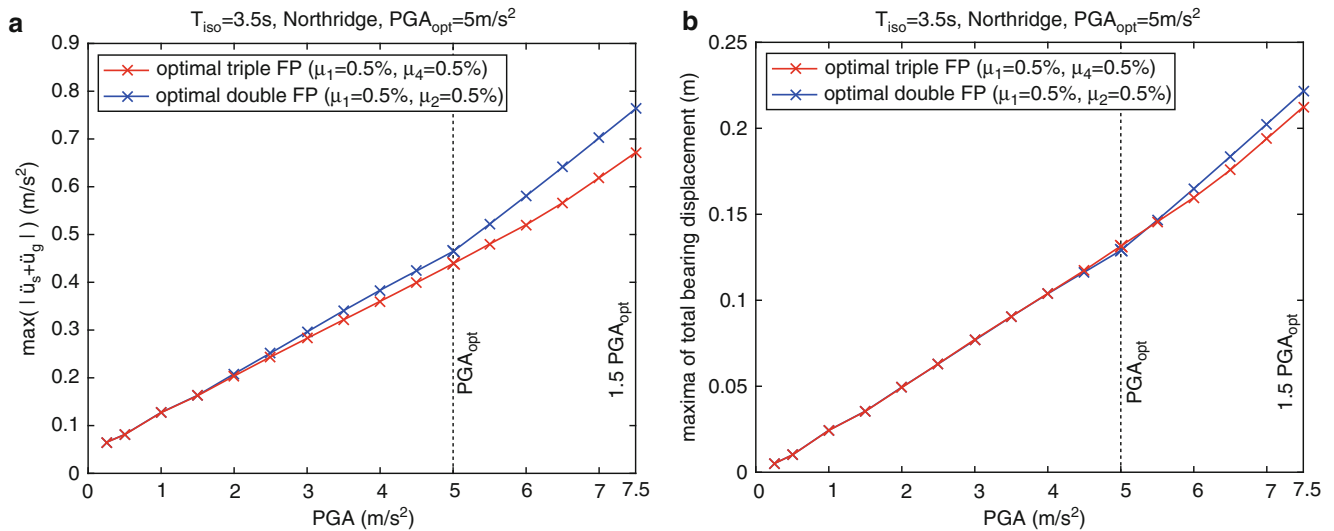 a
T_iso=3.5s, Northridge, PGA_opt=5m/s²
0.9
0.8
0.7
0.6
0.5
0.4
0.3
0.2
0.1
0
max( | ü_s+ü_g | ) (m/s²)
optimal triple FP (μ₁=0.5%, μ₄=0.5%)
optimal double FP (μ₁=0.5%, μ₂=0.5%)
PGA_opt
1.5 PGA_opt
0 1 2 3 4 5 6 7 7.5
PGA (m/s²)
b
T_iso=3.5s, Northridge, PGA_opt=5m/s²
0.25
0.2
0.15
0.1
0.05
0
maxima of total bearing displacement (m)
optimal triple FP (μ₁=0.5%, μ₄=0.5%)
optimal double FP (μ₁=0.5%, μ₂=0.5%)
PGA_opt
1.5 PGA_opt
0 1 2 3 4 5 6 7 7.5
PGA (m/s²)